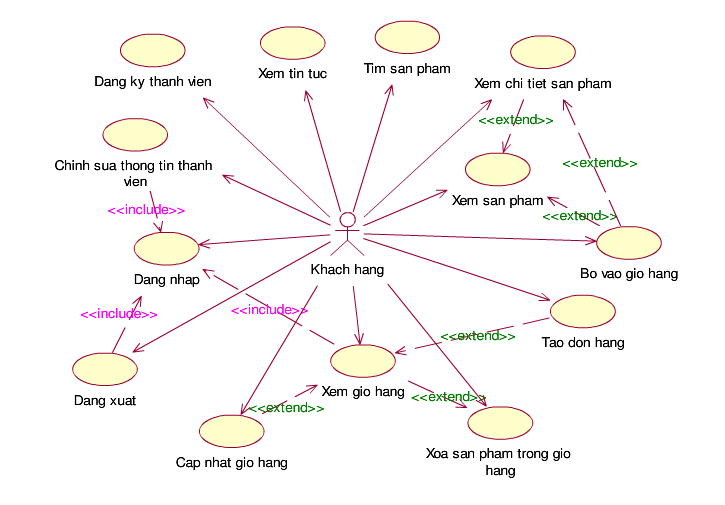 Dang ky thanh vien
Xem tin tuc
Tim san pham
Xem chi tiet san pham
<<extend>>
Chinh sua thong tin thanh
vien
<<extend>>
Xem san pham
<<include>>
<<extend>>
Dang nhap
Khach hang
Bo vao gio hang
<<include>>
<<include>>
Tao don hang
<<extend>>
Dang xuat
Xem gio hang
<<extend>>
<<extend>>
Cap nhat gio hang
Xoa san pham trong gio
hang